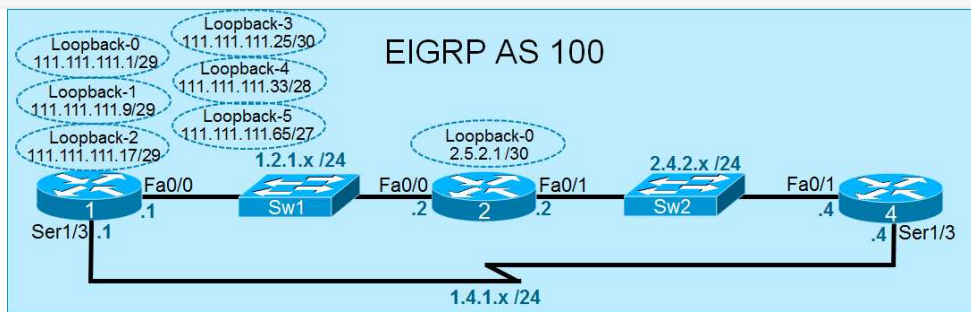 EIGRP AS 100
Loopback-0
111.111.111.1/29
Loopback-1
111.111.111.9/29
Loopback-2
111.111.111.17/29
Loopback-3
111.111.111.25/30
Loopback-4
111.111.111.33/28
Loopback-5
111.111.111.65/27
Loopback-0
2.5.2.1/30
1.2.1.x /24
2.4.2.x /24
1
Fa0/0
.1
Sw1
Fa0/0
.2
2
Fa0/1
.2
Sw2
Fa0/1
.4
4
Ser1/3
.1
.4
Ser1/3
1.4.1.x /24